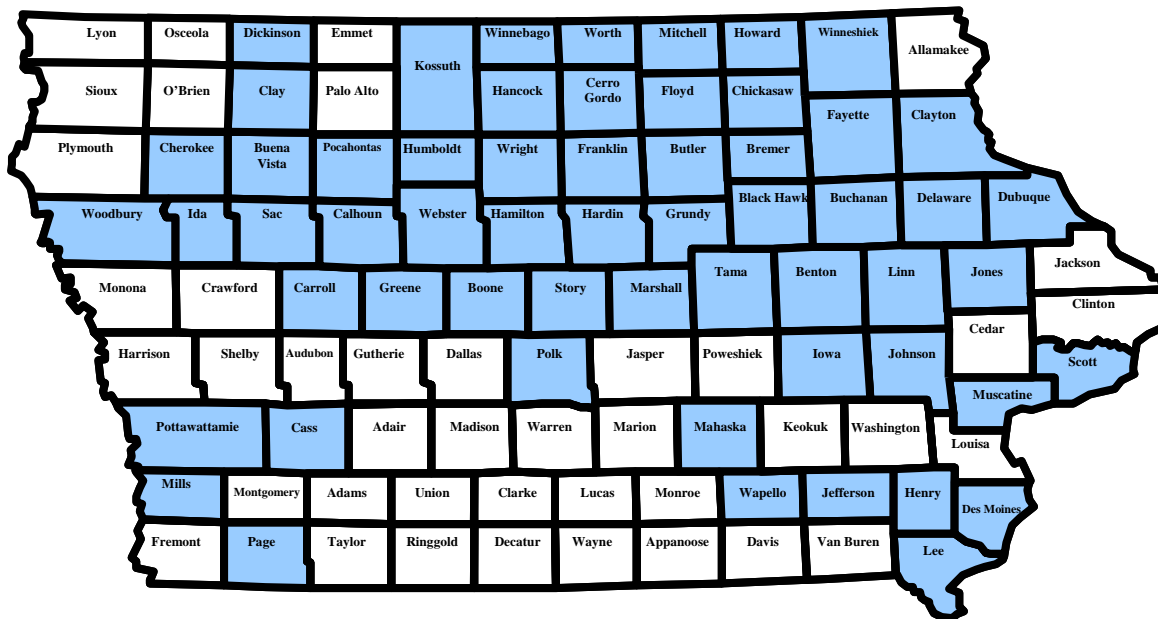 Lyon
Osceola
Dickinson
Emmet
Kossuth
Winnebago
Worth
Mitchell
Howard
Winneshiek
Allamakee
Sioux
O'Brien
Clay
Palo Alto
Hancock
Cerro
Gordo
Floyd
Chickasaw
Fayette
Clayton
Plymouth
Cherokee
Buena
Vista
Pocahontas
Humboldt
Wright
Franklin
Butler
Bremer
Woodbury
Ida
Sac
Calhoun
Webster
Hamilton
Hardin
Grundy
Black Hawk
Buchanan
Delaware
Dubuque
Monona
Crawford
Carroll
Greene
Boone
Story
Marshall
Tama
Benton
Linn
Jones
Jackson
Clinton
Harrison
Shelby
Audubon
Gutherie
Dallas
Polk
Jasper
Poweshiek
Iowa
Johnson
Cedar
Scott
Muscatine
Pottawattamie
Cass
Adair
Madison
Warren
Marion
Mahaska
Keokuk
Washington
Louisa
Mills
Montgomery
Adams
Union
Clarke
Lucas
Monroe
Wapello
Jefferson
Henry
Des Moines
Fremont
Page
Taylor
Ringgold
Decatur
Wayne
Appanoose
Davis
Van Buren
Lee